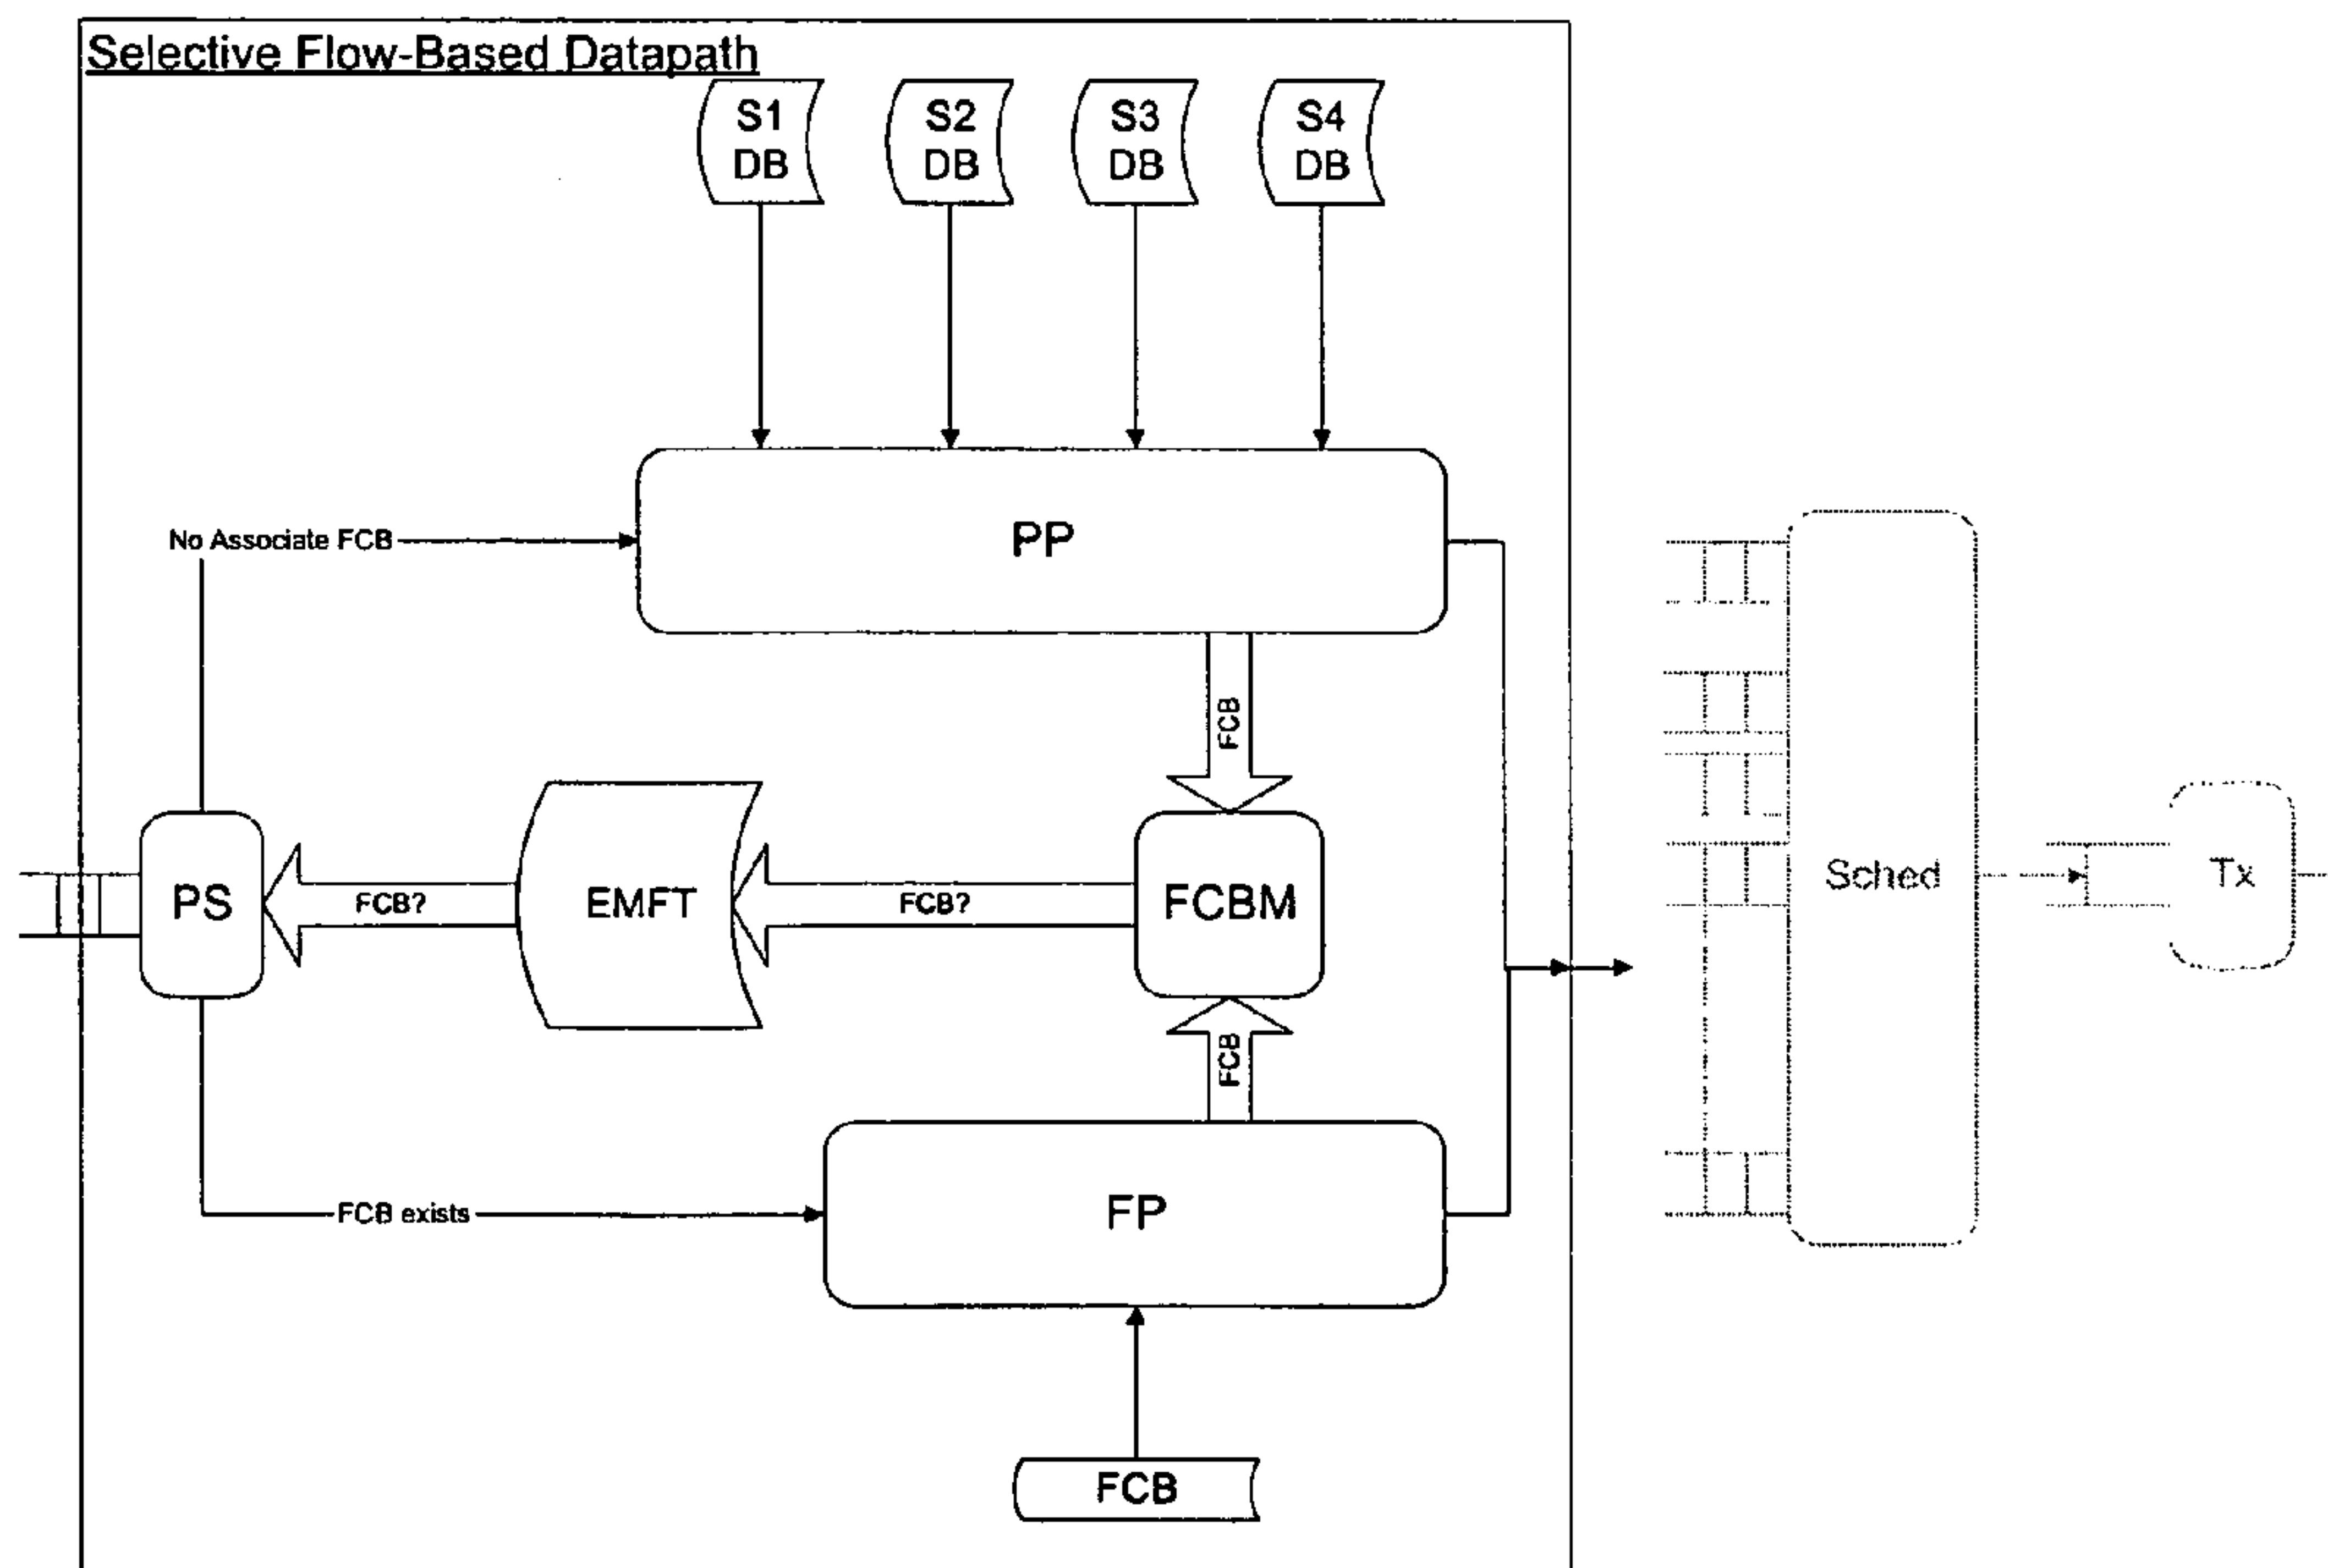 Selective Flow-Based Datapath
S1
DB
S2
DB
S3
DB
S4
DB
No Associate FCB
PP
FCB
PS
FCB?
EMFT
FCB?
FCBM
Sched
Tx
FCB
FCB exists
FP
FCB